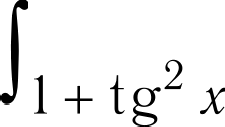 ∫1 + tg² x